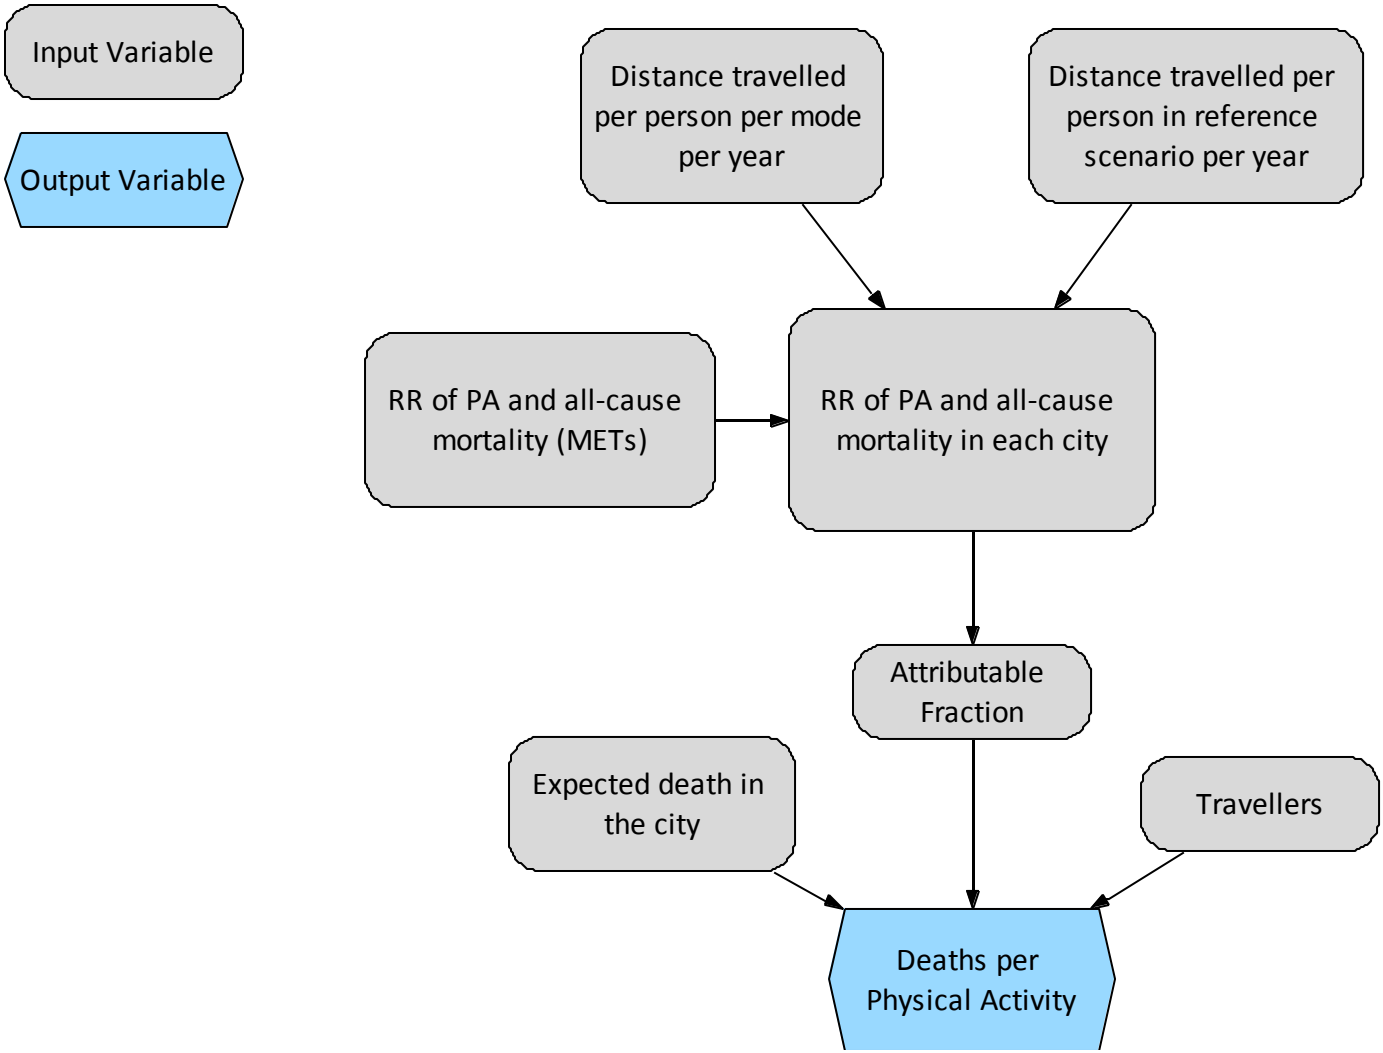 Input Variable
Output Variable
Distance travelled
per person per mode
per year
Distance travelled per
person in reference
scenario per year
RR of PA and all-cause
mortality (METs)
RR of PA and all-cause
mortality in each city
Attributable
Fraction
Expected death in
the city
Travellers
Deaths per
Physical Activity